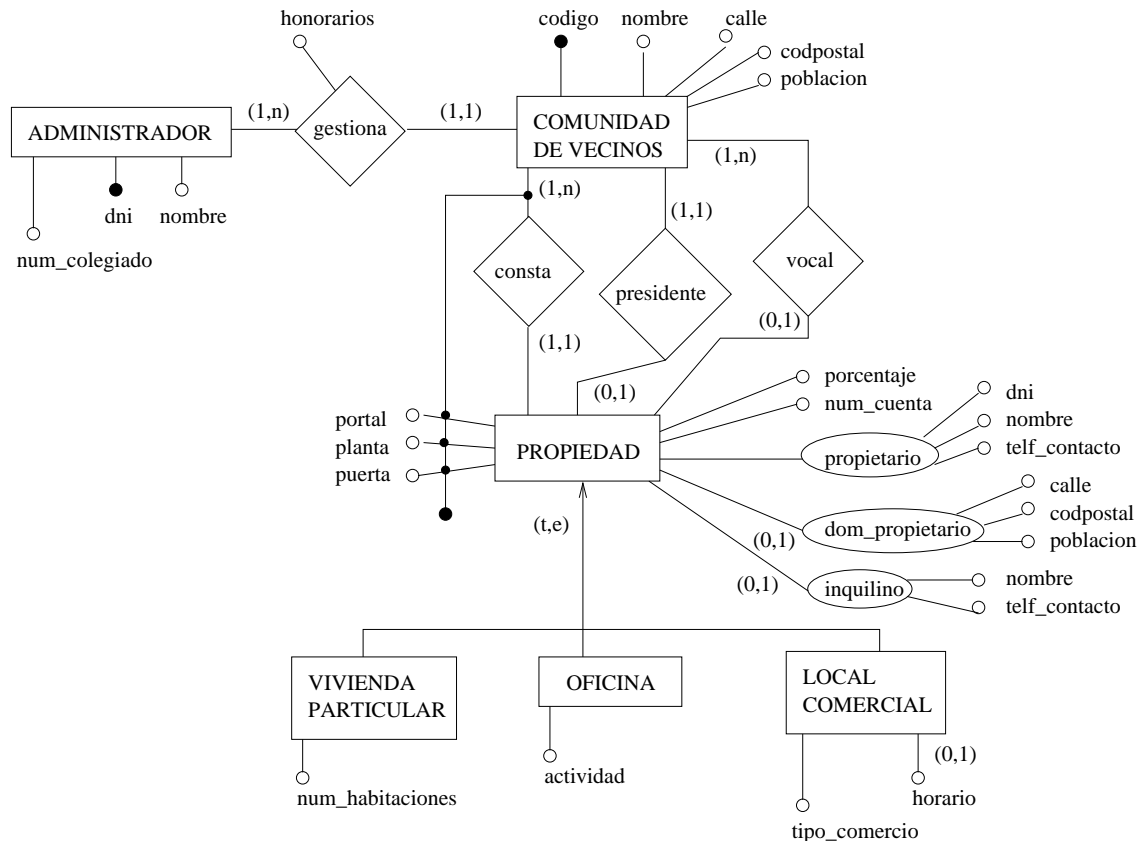 honorarios
codigo
nombre
calle
codpostal
poblacion
(1,n)
(1,1)
ADMINISTRADOR
gestiona
COMUNIDAD
DE VECINOS
(1,n)
dni
nombre
num_colegiado
(1,n)
(1,1)
consta
presidente
vocal
(1,1)
(0,1)
(0,1)
portal
planta
puerta
PROPIEDAD
porcentaje
num_cuenta
propietario
dni
nombre
telf_contacto
(0,1)
dom_propietario
calle
codpostal
poblacion
(0,1)
inquilino
nombre
telf_contacto
(t,e)
VIVIENDA
PARTICULAR
OFICINA
LOCAL
COMERCIAL
num_habitaciones
actividad
(0,1)
horario
tipo_comercio